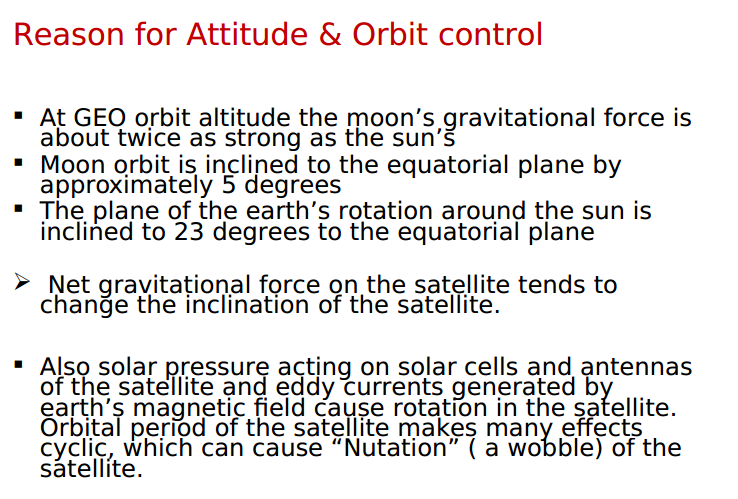 Reason for Attitude & Orbit control
▪ At GEO orbit altitude the moon’s gravitational force is
about twice as strong as the sun’s
▪ Moon orbit is inclined to the equatorial plane by
approximately 5 degrees
▪ The plane of the earth’s rotation around the sun is
inclined to 23 degrees to the equatorial plane
➢ Net gravitational force on the satellite tends to
change the inclination of the satellite.
▪ Also solar pressure acting on solar cells and antennas
of the satellite and eddy currents generated by
earth’s magnetic field cause rotation in the satellite.
Orbital period of the satellite makes many effects
cyclic, which can cause “Nutation” ( a wobble) of the
satellite.